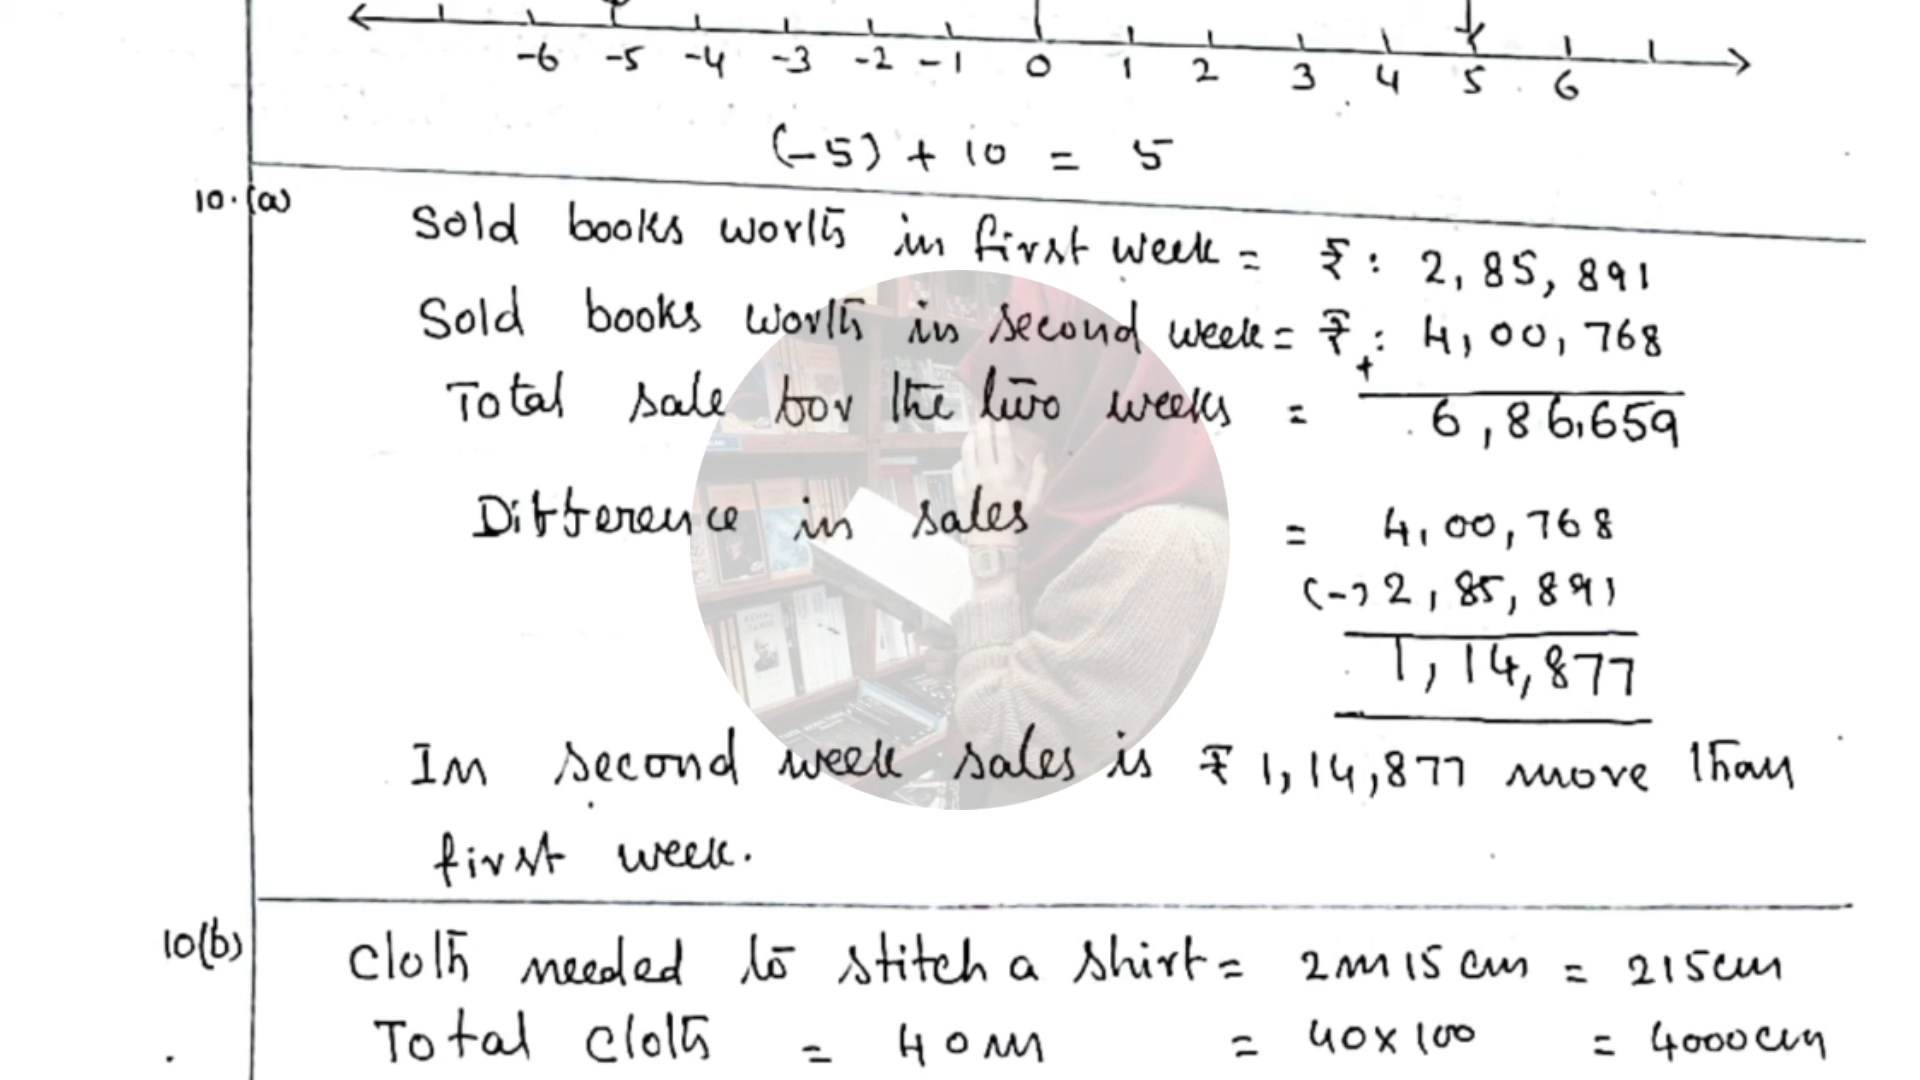 -6 -5 -4 -3 -2 -1 0 1 2 3 4 5 6
(-5) + 10 = 5
10.(a)
Sold books worth in first week = ₹: 2,85,891
Sold books worth in second week = ₹: 4,00,768
+
Total sale for the two weeks = 6,86,659
Difference in sales = 4,00,768
(-) 2,85,891
1,14,877
In second week sales is ₹ 1,14,877 more than
first week.
10(b)
Cloth needed to stitch a shirt = 2m 15 cm = 215cm
Total cloth = 40m = 40x100 = 4000cm